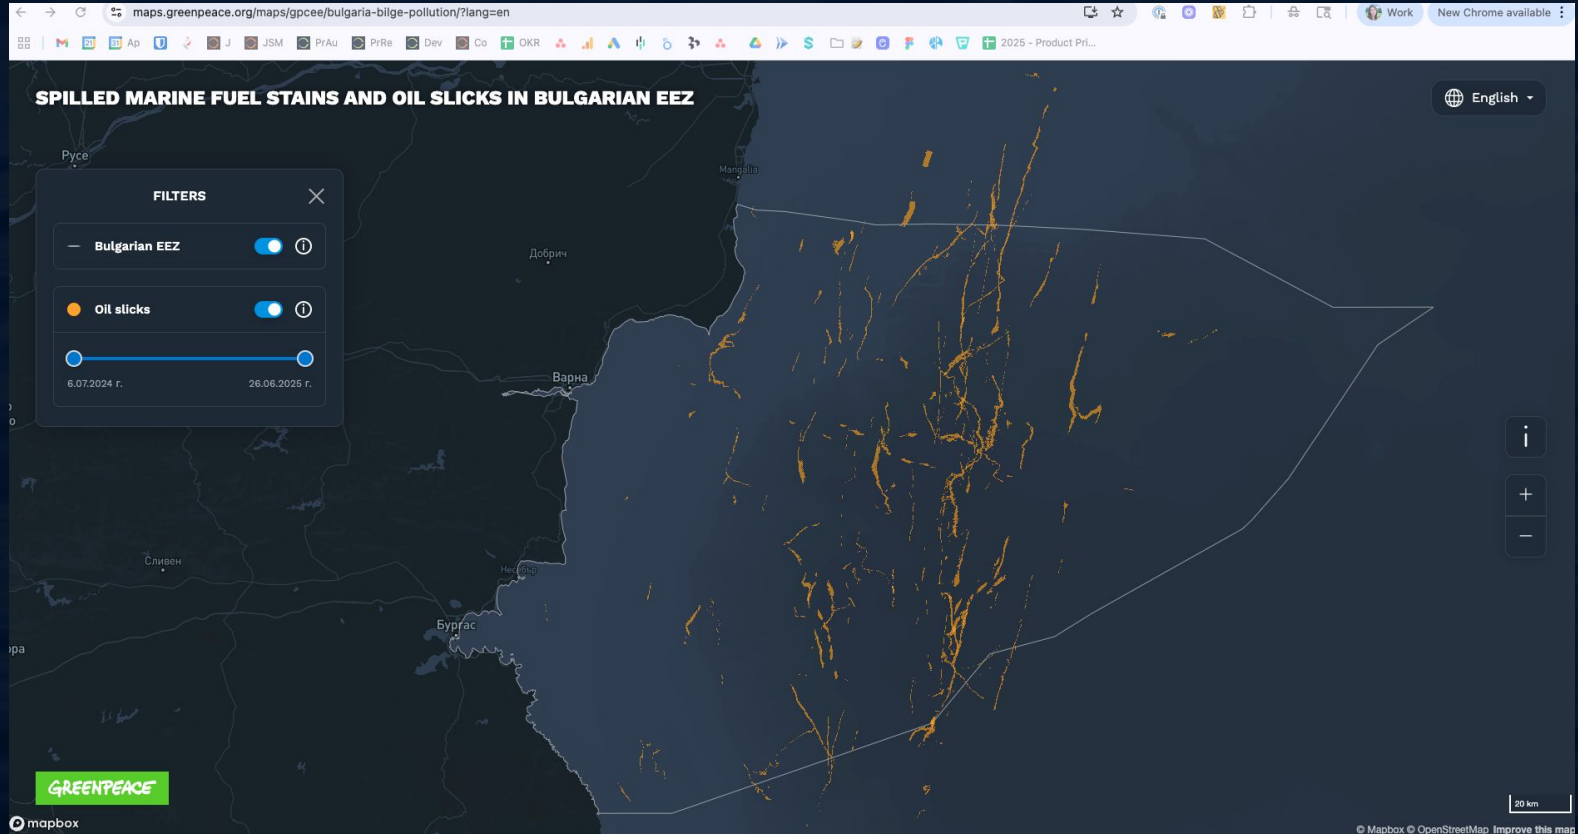 maps.greenpeace.org/maps/gpcee/bulgaria-bilge-pollution/?lang=en
Work
New Chrome available
Ap
J
JSM
PrAu
PrRe
Dev
Co
OKR
2025 - Product Pri...
SPILLED MARINE FUEL STAINS AND OIL SLICKS IN BULGARIAN EEZ
English
Русе
Mangalia
FILTERS
Bulgarian EEZ
Добрич
Oil slicks
6.07.2024 г.
26.06.2025 г.
Варна
Сливен
Несебър
Бургас
ора
GREENPEACE
20 km
mapbox
© Mapbox © OpenStreetMap Improve this map